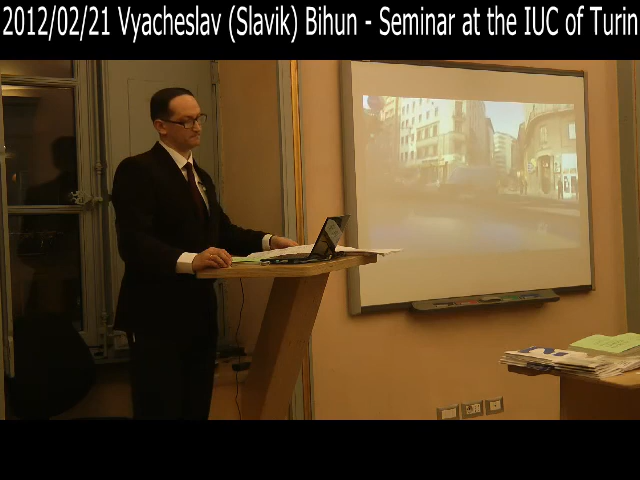 2012/02/21 Vyacheslav (Slavik) Bihun - Seminar at the IUC of Turin